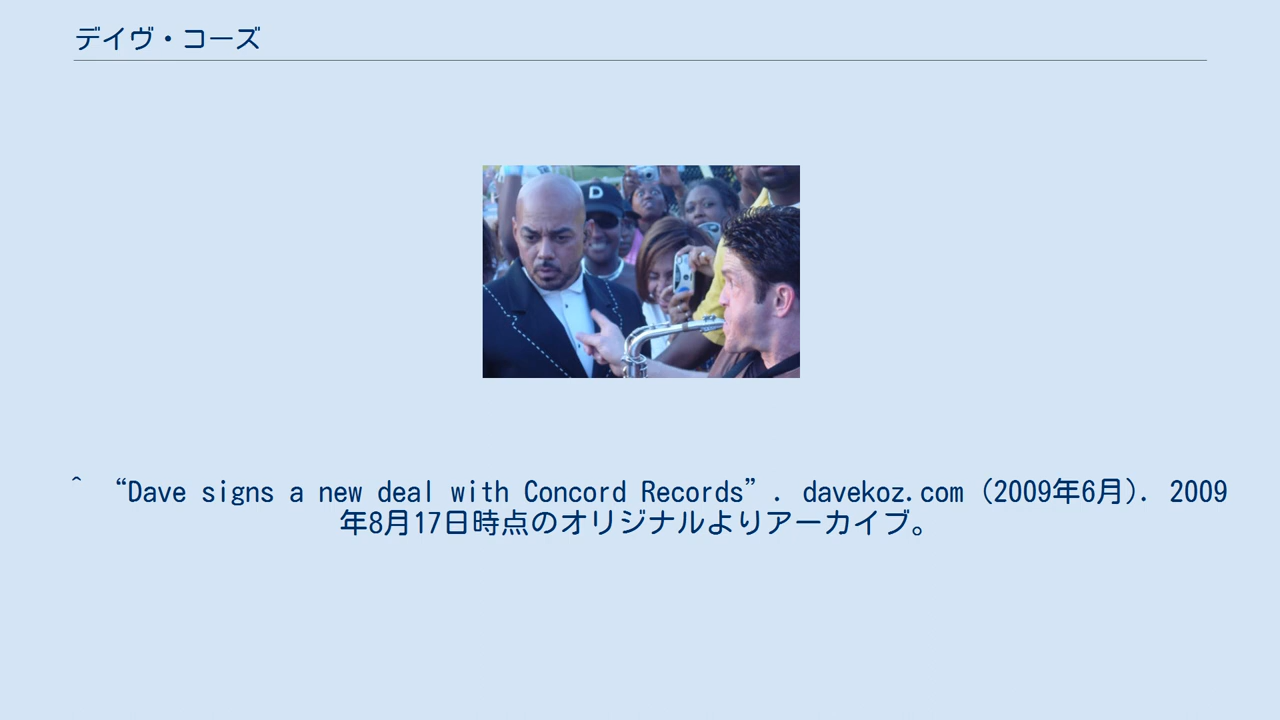 デイヴ・コーズ
D
^ “Dave signs a new deal with Concord Records”. davekoz.com (2009年6月). 2009
年8月17日時点のオリジナルよりアーカイブ。